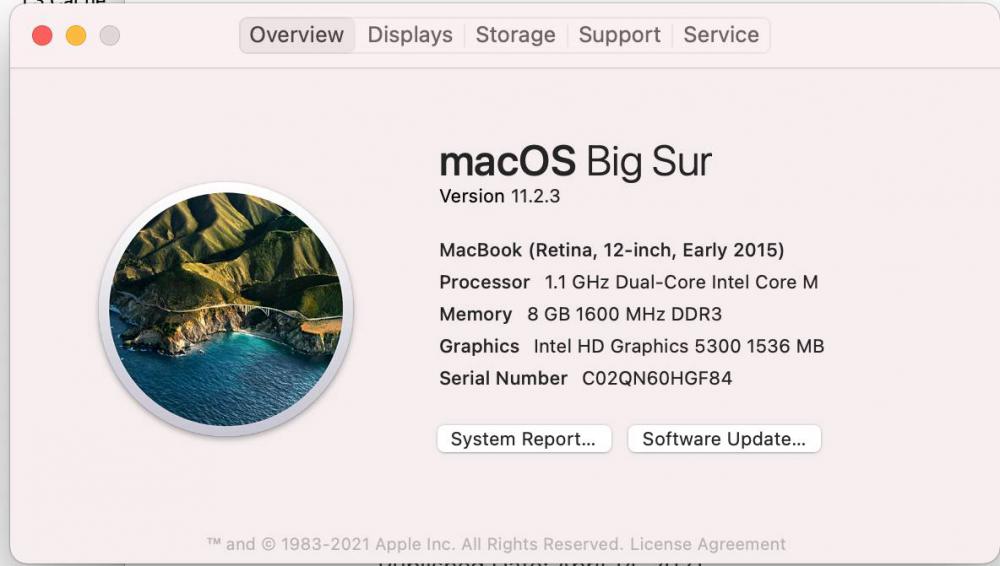 Overview Displays Storage Support Service
macOS Big Sur
Version 11.2.3
MacBook (Retina, 12-inch, Early 2015)
Processor 1.1 GHz Dual-Core Intel Core M
Memory 8 GB 1600 MHz DDR3
Graphics Intel HD Graphics 5300 1536 MB
Serial Number C02QN60HGF84
System Report... Software Update...
™ and © 1983-2021 Apple Inc. All Rights Reserved. License Agreement